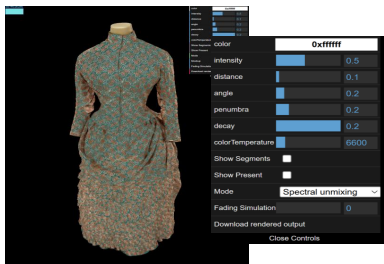 color 0xffffff
intensity 0.5
distance 0.1
angle 0.2
penumbra 0.2
decay 0.2
colorTemperature 6600
Show Segments
Show Present
Mode Spectral unmixing
Fading Simulation 0
Download rendered output
Close Controls